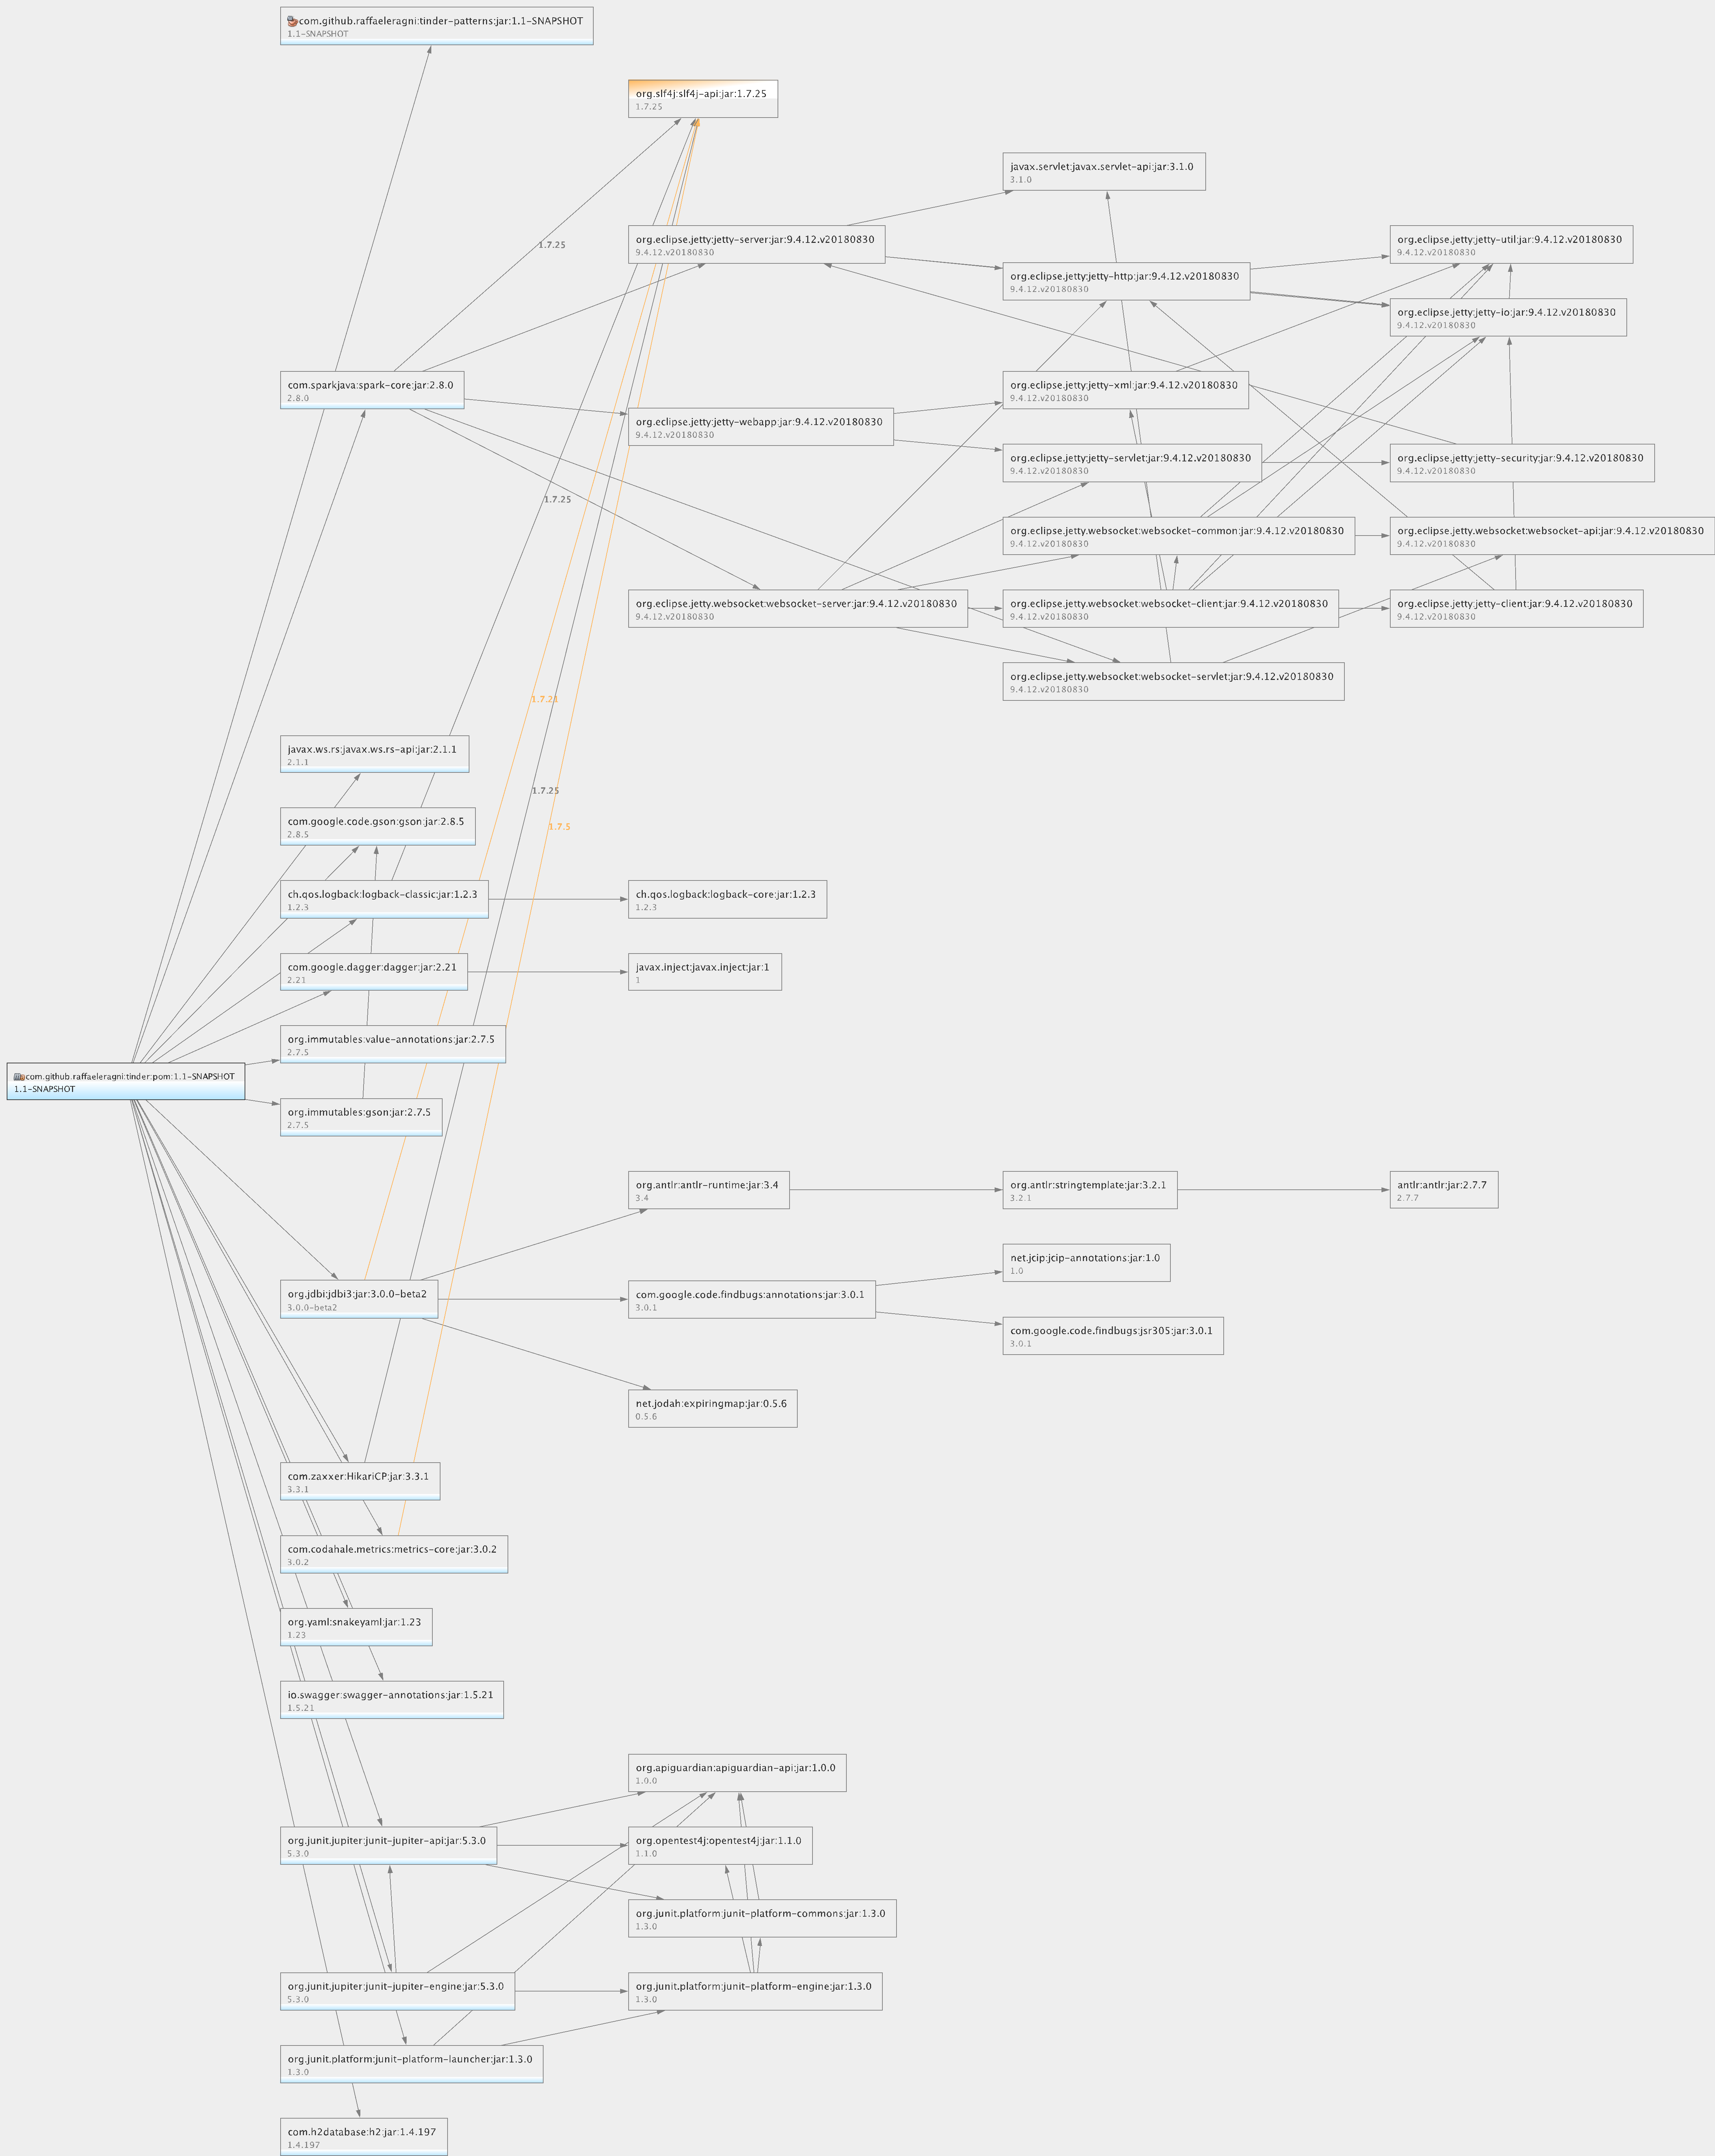 com.github.raffaeleragni:tinder-patterns:jar:1.1-SNAPSHOT
1.1-SNAPSHOT
org.slf4j:slf4j-api:jar:1.7.25
1.7.25
javax.servlet:javax.servlet-api:jar:3.1.0
3.1.0
org.eclipse.jetty:jetty-server:jar:9.4.12.v20180830
9.4.12.v20180830
org.eclipse.jetty:jetty-util:jar:9.4.12.v20180830
9.4.12.v20180830
1.7.25
org.eclipse.jetty:jetty-http:jar:9.4.12.v20180830
9.4.12.v20180830
org.eclipse.jetty:jetty-io:jar:9.4.12.v20180830
9.4.12.v20180830
com.sparkjava:spark-core:jar:2.8.0
2.8.0
org.eclipse.jetty:jetty-xml:jar:9.4.12.v20180830
9.4.12.v20180830
org.eclipse.jetty:jetty-webapp:jar:9.4.12.v20180830
9.4.12.v20180830
org.eclipse.jetty:jetty-servlet:jar:9.4.12.v20180830
9.4.12.v20180830
org.eclipse.jetty:jetty-security:jar:9.4.12.v20180830
9.4.12.v20180830
1.7.25
org.eclipse.jetty.websocket:websocket-common:jar:9.4.12.v20180830
9.4.12.v20180830
org.eclipse.jetty.websocket:websocket-api:jar:9.4.12.v20180830
9.4.12.v20180830
org.eclipse.jetty.websocket:websocket-server:jar:9.4.12.v20180830
9.4.12.v20180830
org.eclipse.jetty.websocket:websocket-client:jar:9.4.12.v20180830
9.4.12.v20180830
org.eclipse.jetty:jetty-client:jar:9.4.12.v20180830
9.4.12.v20180830
org.eclipse.jetty.websocket:websocket-servlet:jar:9.4.12.v20180830
9.4.12.v20180830
1.7.21
javax.ws.rs:javax.ws.rs-api:jar:2.1.1
2.1.1
1.7.25
com.google.code.gson:gson:jar:2.8.5
2.8.5
1.7.5
ch.qos.logback:logback-classic:jar:1.2.3
1.2.3
ch.qos.logback:logback-core:jar:1.2.3
1.2.3
com.google.dagger:dagger:jar:2.21
2.21
javax.inject:javax.inject:jar:1
1
org.immutables:value-annotations:jar:2.7.5
2.7.5
com.github.raffaeleragni:tinder:pom:1.1-SNAPSHOT
1.1-SNAPSHOT
org.immutables:gson:jar:2.7.5
2.7.5
org.antlr:antlr-runtime:jar:3.4
3.4
org.antlr:stringtemplate:jar:3.2.1
3.2.1
antlr:antlr:jar:2.7.7
2.7.7
net.jcip:jcip-annotations:jar:1.0
1.0
org.jdbi:jdbi3:jar:3.0.0-beta2
3.0.0-beta2
com.google.code.findbugs:annotations:jar:3.0.1
3.0.1
com.google.code.findbugs:jsr305:jar:3.0.1
3.0.1
net.jodah:expiringmap:jar:0.5.6
0.5.6
com.zaxxer:HikariCP:jar:3.3.1
3.3.1
com.codahale.metrics:metrics-core:jar:3.0.2
3.0.2
org.yaml:snakeyaml:jar:1.23
1.23
io.swagger:swagger-annotations:jar:1.5.21
1.5.21
org.apiguardian:apiguardian-api:jar:1.0.0
1.0.0
org.junit.jupiter:junit-jupiter-api:jar:5.3.0
5.3.0
org.opentest4j:opentest4j:jar:1.1.0
1.1.0
org.junit.platform:junit-platform-commons:jar:1.3.0
1.3.0
org.junit.jupiter:junit-jupiter-engine:jar:5.3.0
5.3.0
org.junit.platform:junit-platform-engine:jar:1.3.0
1.3.0
org.junit.platform:junit-platform-launcher:jar:1.3.0
1.3.0
com.h2database:h2:jar:1.4.197
1.4.197